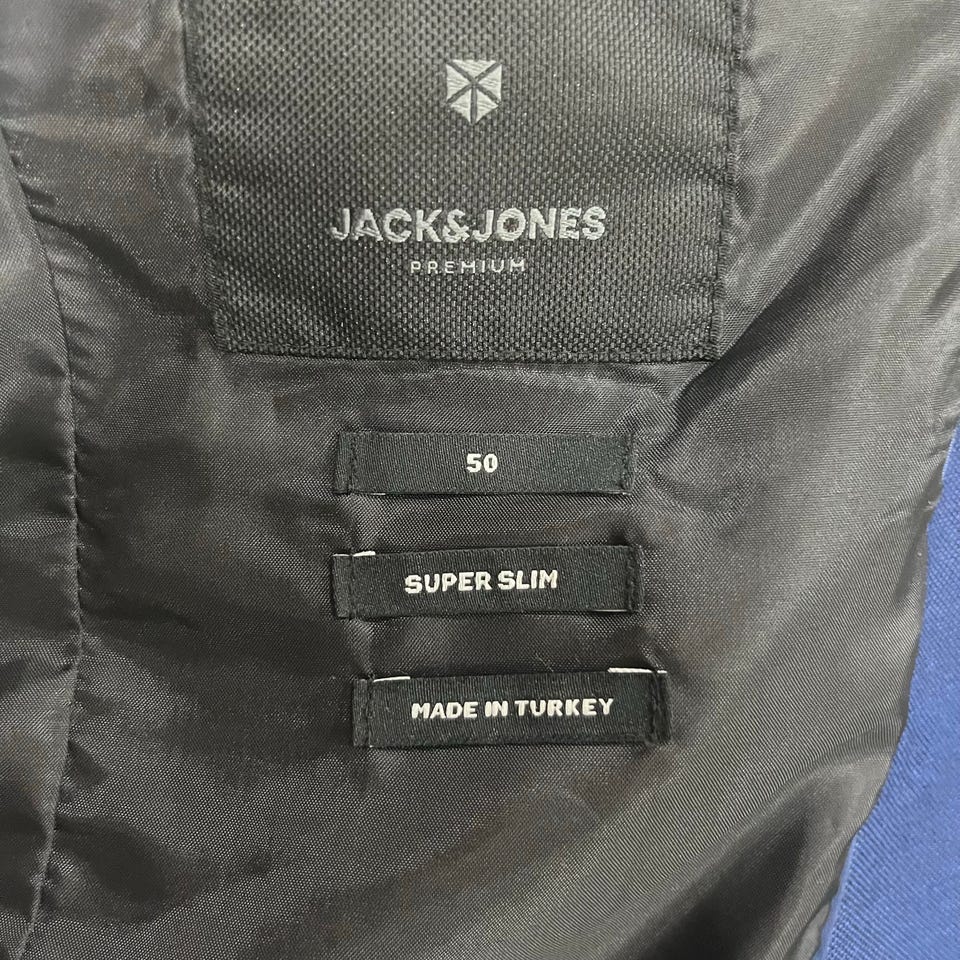 JACK&JONES
PREMIUM
50
SUPER SLIM
MADE IN TURKEY